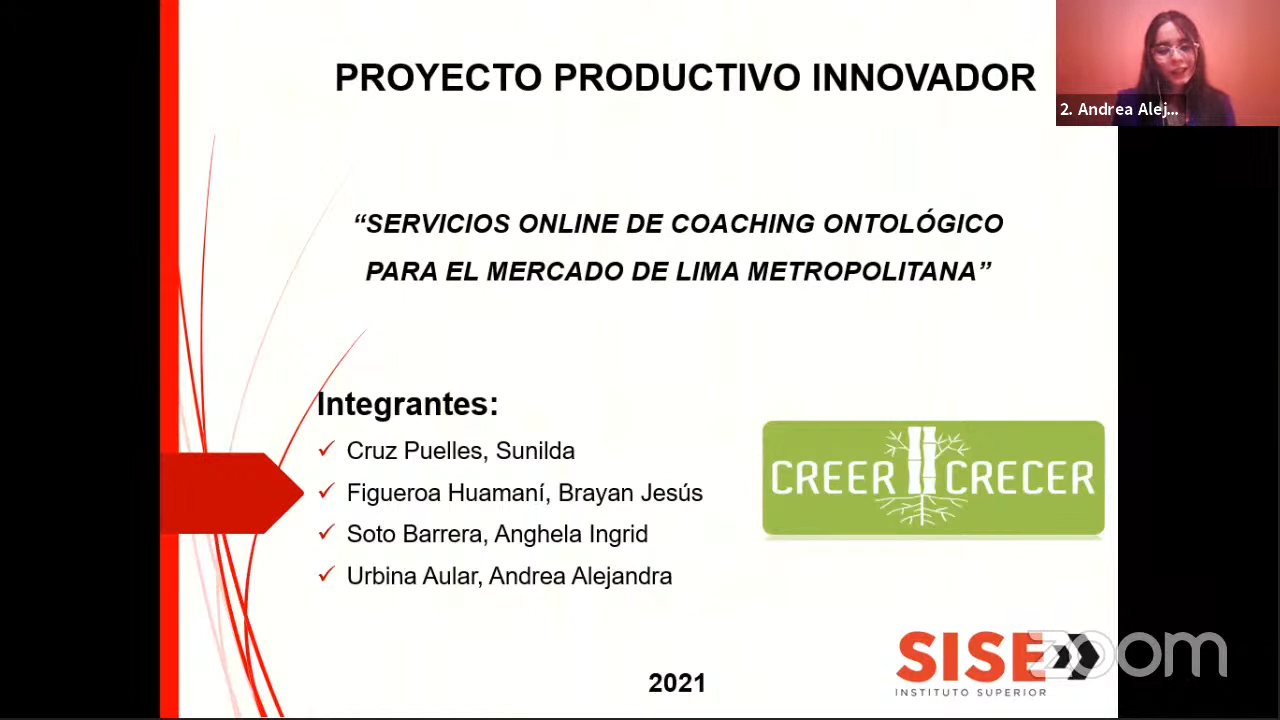 PROYECTO PRODUCTIVO INNOVADOR
2. Andrea Alej...
“SERVICIOS ONLINE DE COACHING ONTOLÓGICO
PARA EL MERCADO DE LIMA METROPOLITANA”
Integrantes:
Cruz Puelles, Sunilda
Figueroa Huamaní, Brayan Jesús
Soto Barrera, Anghela Ingrid
Urbina Aular, Andrea Alejandra
CREER CRECER
SISE
INSTITUTO SUPERIOR
zoom
2021